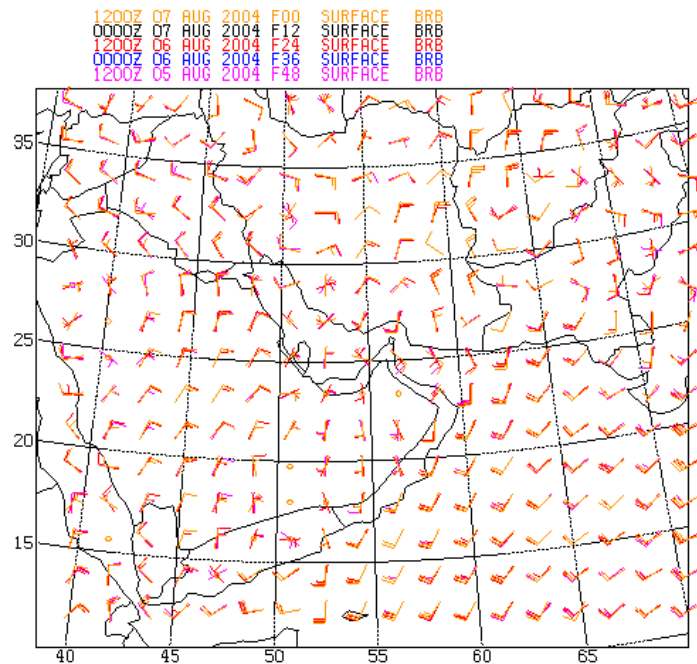 1200Z 07 AUG 2004 F00 SURFACE BRB
0000Z 07 AUG 2004 F12 SURFACE BRB
1200Z 06 AUG 2004 F24 SURFACE BRB
0000Z 06 AUG 2004 F36 SURFACE BRB
1200Z 05 AUG 2004 F48 SURFACE BRB
35
30
25
20
15
40 45 50 55 60 65